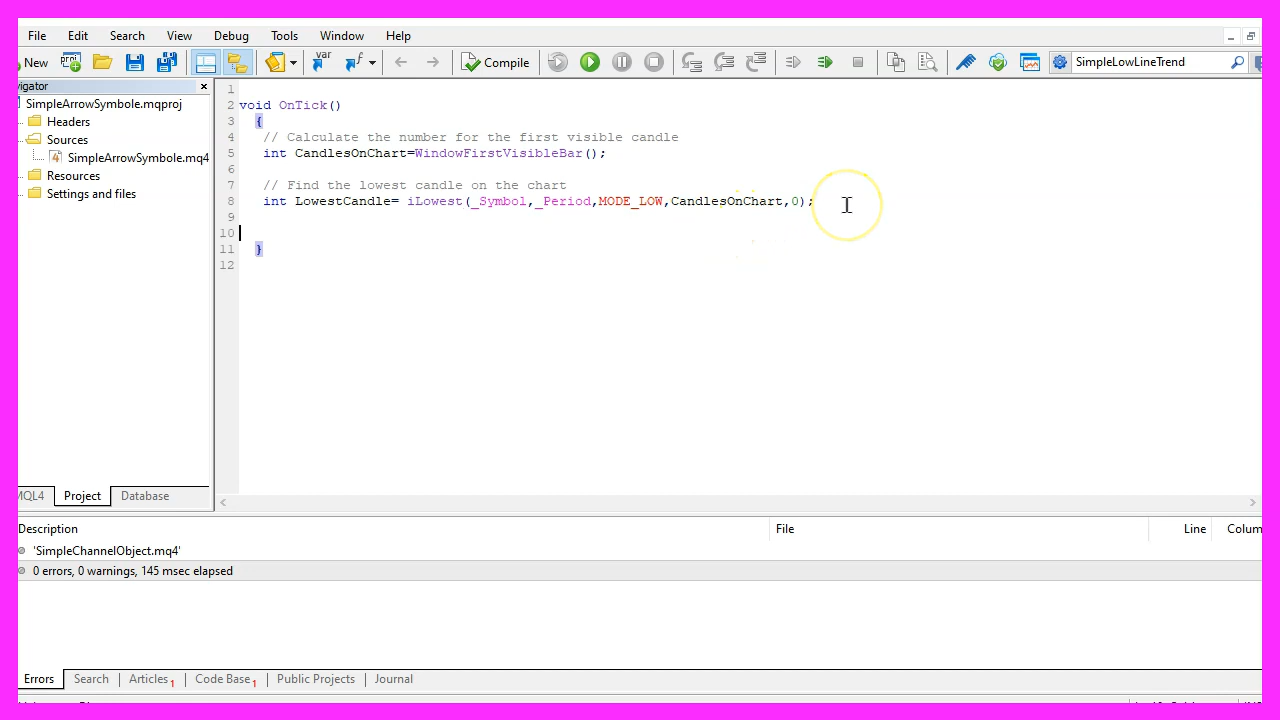 File Edit Search View Debug Tools Window Help
New Compile SimpleLowLineTrend
vigator
SimpleArrowSymbole.mqproj
Headers
Sources
SimpleArrowSymbole.mq4
Resources
Settings and files
MQL4 Project Database
1
2 void OnTick()
3 {
4 // Calculate the number for the first visible candle
5 int CandlesOnChart=WindowFirstVisibleBar();
6
7 // Find the lowest candle on the chart
8 int LowestCandle= iLowest(_Symbol,_Period,MODE_LOW,CandlesOnChart,0);
9
10
11 }
12
Description File Line Colum
'SimpleChannelObject.mq4'
0 errors, 0 warnings, 145 msec elapsed
Errors Search Articles 1 Code Base 1 Public Projects Journal